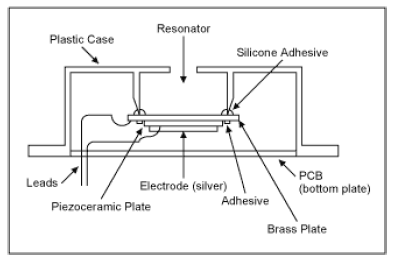 Resonator
Plastic Case
Silicone Adhesive
Leads
Electrode (silver)
PCB
(bottom plate)
Piezoceramic Plate
Adhesive
Brass Plate